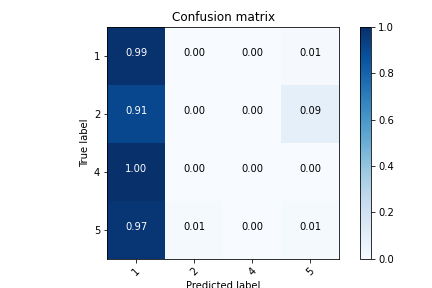 Confusion matrix
1.0
0.99 0.00 0.00 0.01
1
0.8
0.91 0.00 0.00 0.09
2
0.6
True label
0.4
1.00 0.00 0.00 0.00
4
0.2
0.97 0.01 0.00 0.01
5
0.0
1 2 4 5
Predicted label